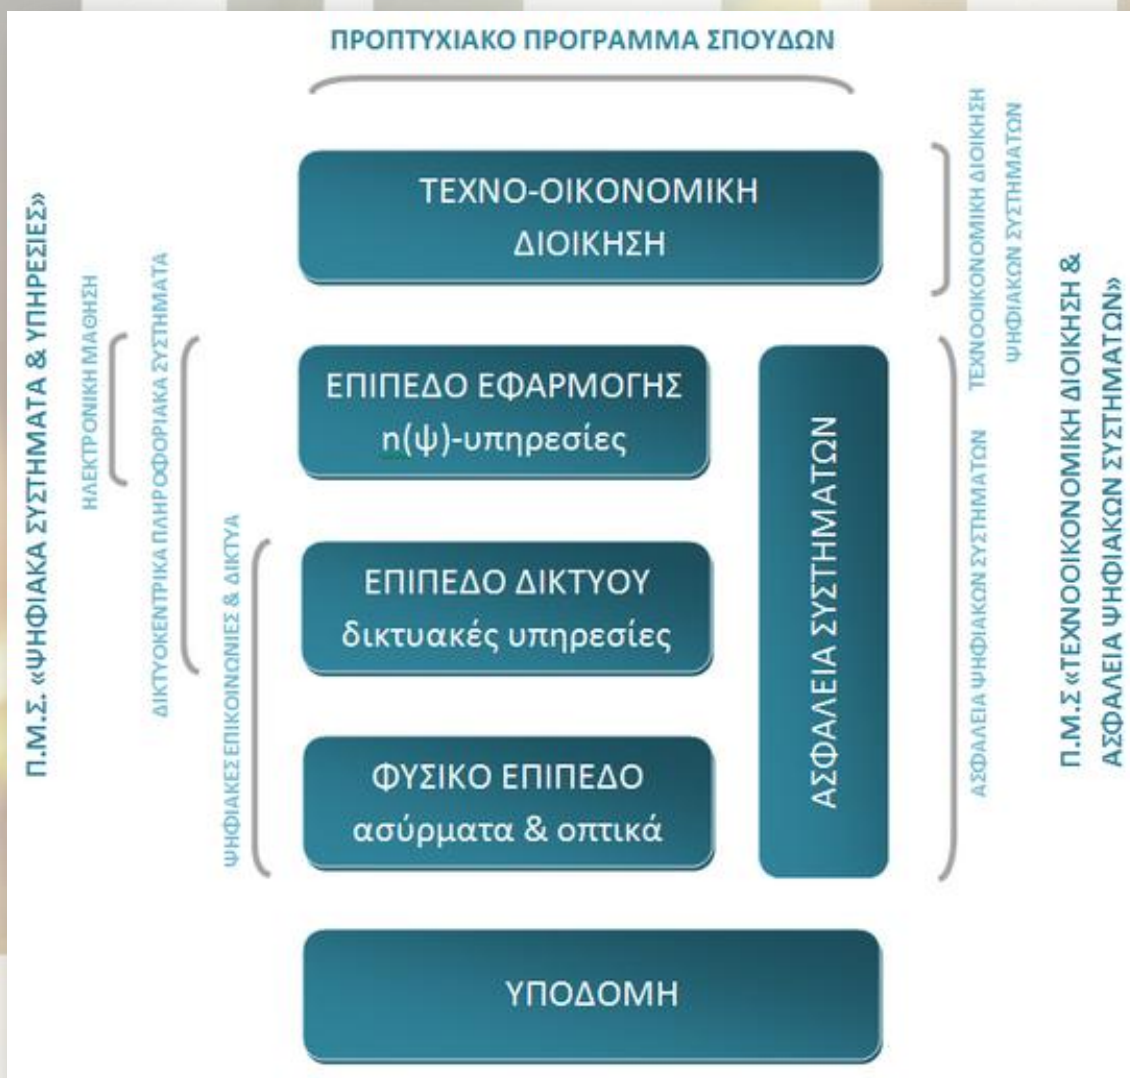 ΠΡΟΠΤΥΧΙΑΚΟ ΠΡΟΓΡΑΜΜΑ ΣΠΟΥΔΩΝ
ΤΕΧΝΟ-ΟΙΚΟΝΟΜΙΚΗ
ΔΙΟΙΚΗΣΗ
ΕΠΙΠΕΔΟ ΕΦΑΡΜΟΓΗΣ
n(ψ)-υπηρεσίες
ΕΠΙΠΕΔΟ ΔΙΚΤΥΟΥ
δικτυακές υπηρεσίες
ΦΥΣΙΚΟ ΕΠΙΠΕΔΟ
ασύρματα & οπτικά
ΑΣΦΑΛΕΙΑ ΣΥΣΤΗΜΑΤΩΝ
ΥΠΟΔΟΜΗ
Π.Μ.Σ. «ΨΗΦΙΑΚΑ ΣΥΣΤΗΜΑΤΑ & ΥΠΗΡΕΣΙΕΣ»
ΗΛΕΚΤΡΟΝΙΚΗ ΜΑΘΗΣΗ
ΔΙΚΤΥΟΚΕΝΤΡΙΚΑ ΠΛΗΡΟΦΟΡΙΑΚΑ ΣΥΣΤΗΜΑΤΑ
ΨΗΦΙΑΚΕΣ ΕΠΙΚΟΙΝΩΝΙΕΣ & ΔΙΚΤΥΑ
ΤΕΧΝΟΟΙΚΟΝΟΜΙΚΗ ΔΙΟΙΚΗΣΗ
ΨΗΦΙΑΚΩΝ ΣΥΣΤΗΜΑΤΩΝ
ΑΣΦΑΛΕΙΑ ΨΗΦΙΑΚΩΝ ΣΥΣΤΗΜΑΤΩΝ
Π.Μ.Σ «ΤΕΧΝΟΟΙΚΟΝΟΜΙΚΗ ΔΙΟΙΚΗΣΗ &
ΑΣΦΑΛΕΙΑ ΨΗΦΙΑΚΩΝ ΣΥΣΤΗΜΑΤΩΝ»